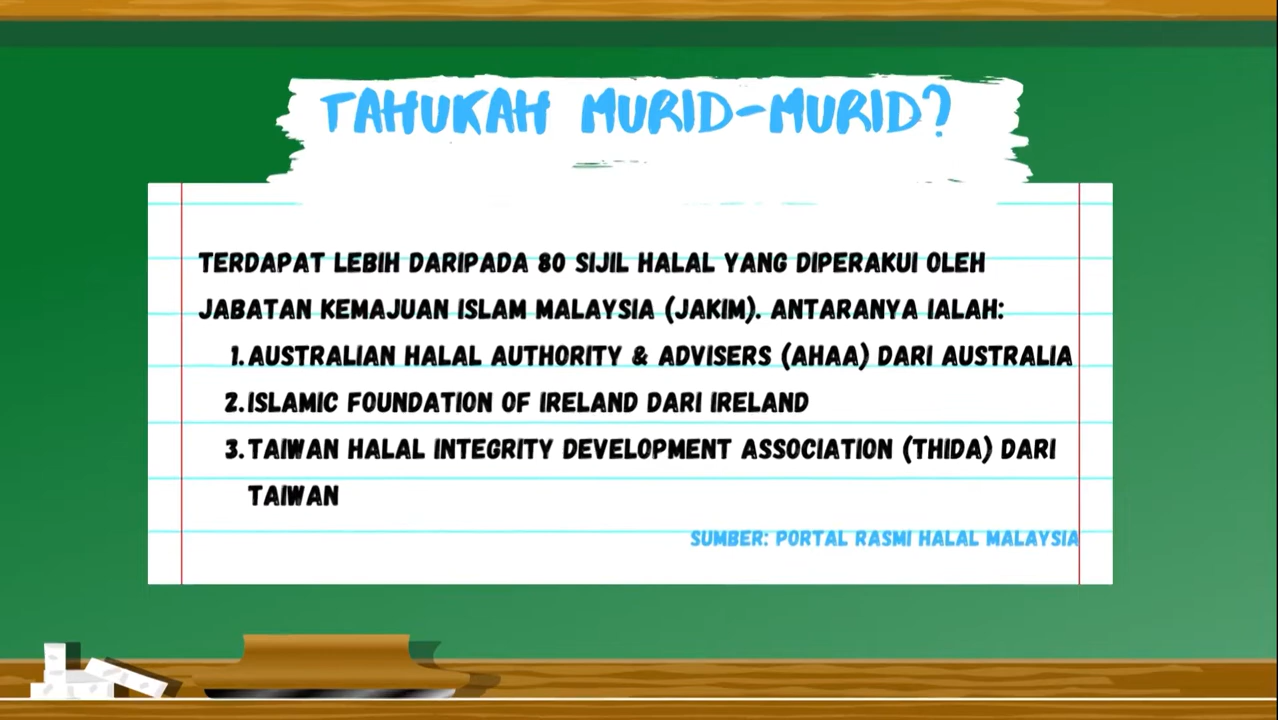 TAHUKAH MURID-MURID?
TERDAPAT LEBIH DARIPADA 80 SIJIL HALAL YANG DIPERAKUI OLEH
JABATAN KEMAJUAN ISLAM MALAYSIA (JAKIM). ANTARANYA IALAH:
1. AUSTRALIAN HALAL AUTHORITY & ADVISERS (AHAA) DARI AUSTRALIA
2. ISLAMIC FOUNDATION OF IRELAND DARI IRELAND
3. TAIWAN HALAL INTEGRITY DEVELOPMENT ASSOCIATION (THIDA) DARI
TAIWAN
SUMBER: PORTAL RASMI HALAL MALAYSIA